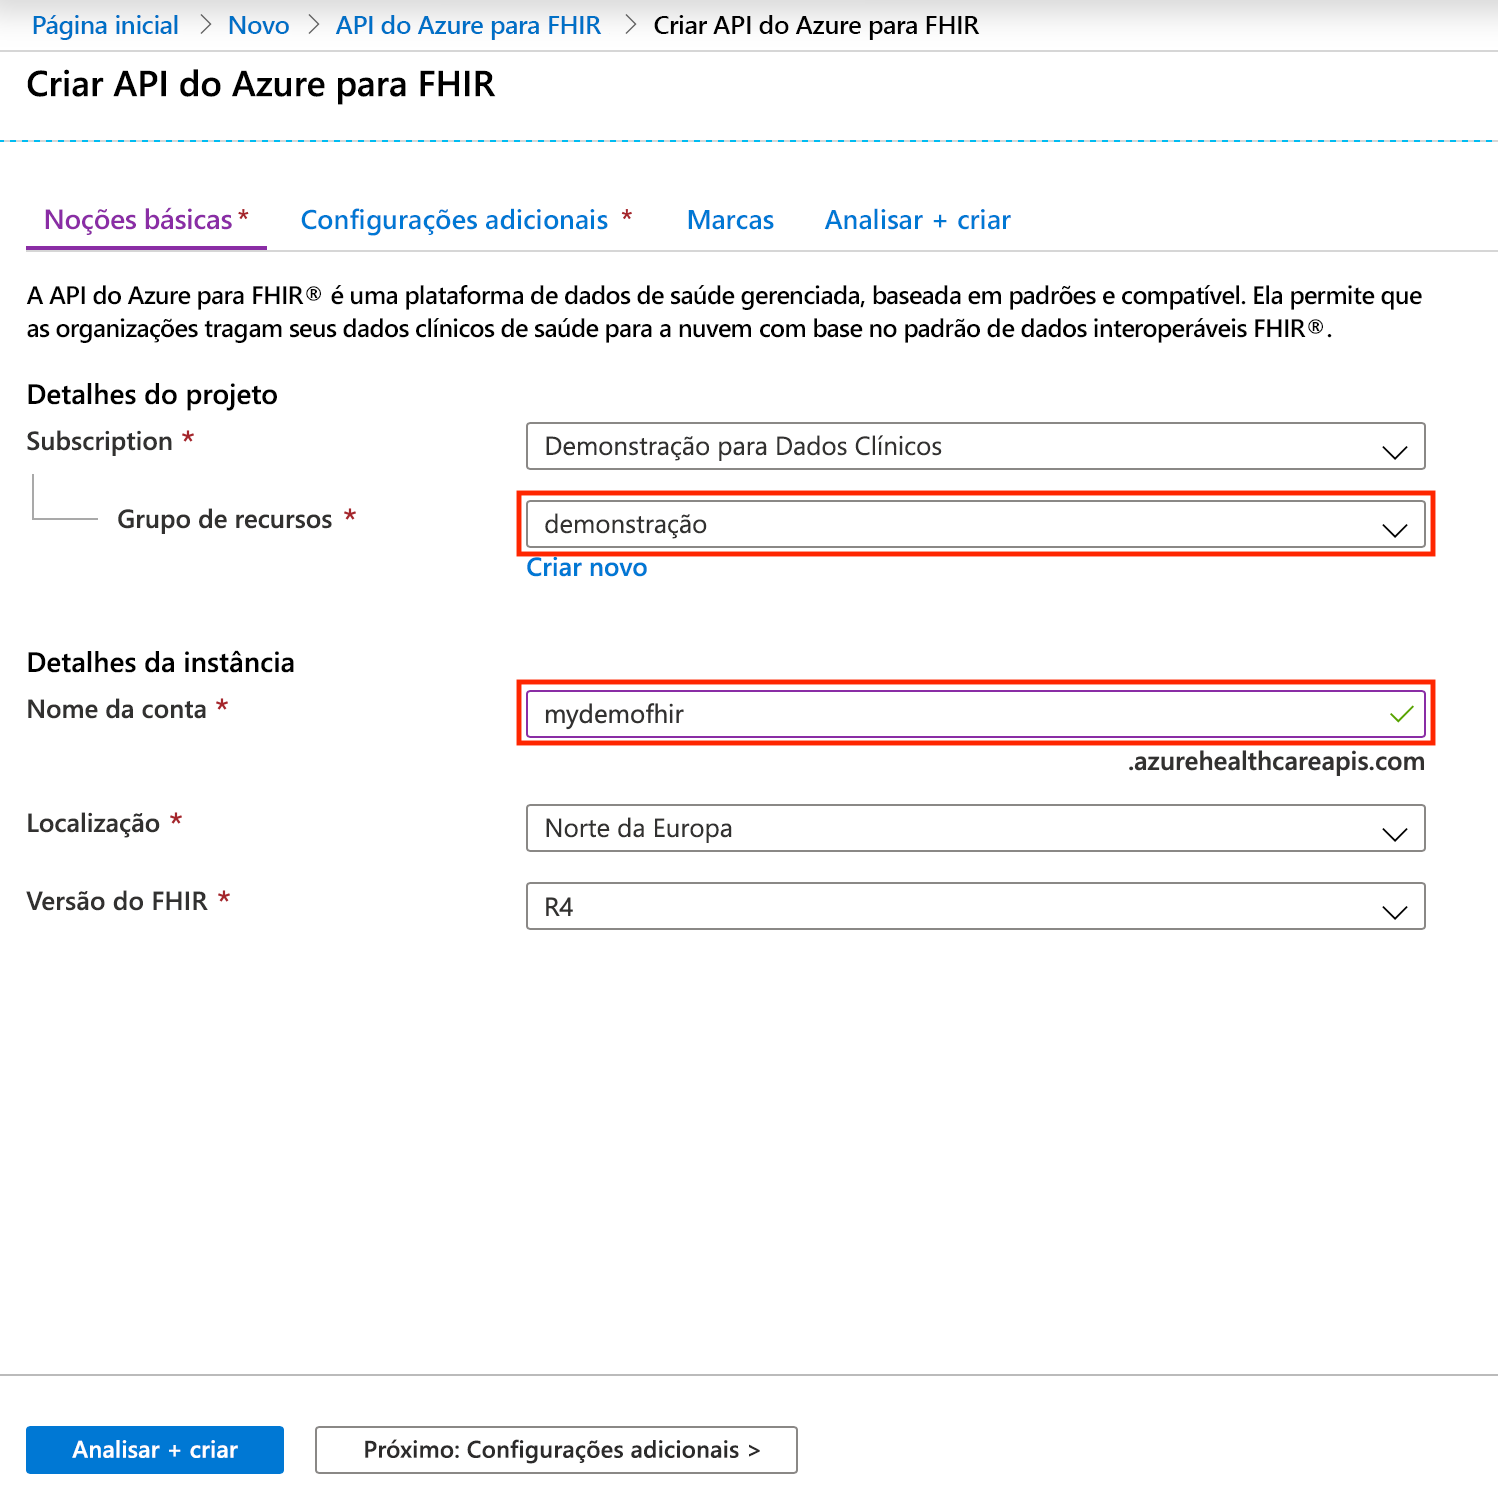 Página inicial > Novo > API do Azure para FHIR > Criar API do Azure para FHIR
Criar API do Azure para FHIR
Noções básicas * Configurações adicionais * Marcas Analisar + criar
A API do Azure para FHIR® é uma plataforma de dados de saúde gerenciada, baseada em padrões e compatível. Ela permite que
as organizações tragam seus dados clínicos de saúde para a nuvem com base no padrão de dados interoperáveis FHIR®.
Detalhes do projeto
Subscription * Demonstração para Dados Clínicos
Grupo de recursos * demonstração
Criar novo
Detalhes da instância
Nome da conta * mydemofhir
.azurehealthcareapis.com
Localização * Norte da Europa
Versão do FHIR * R4
Analisar + criar Próximo: Configurações adicionais >